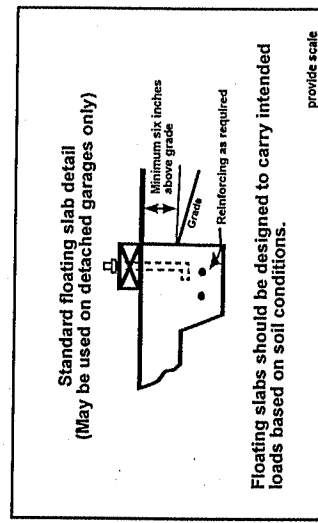 Standard floating slab detail
(May be used on detached garages only)
Minimum six inches
above grade
Grade
Reinforcing as required
Floating slabs should be designed to carry intended
loads based on soil conditions.
provide scale